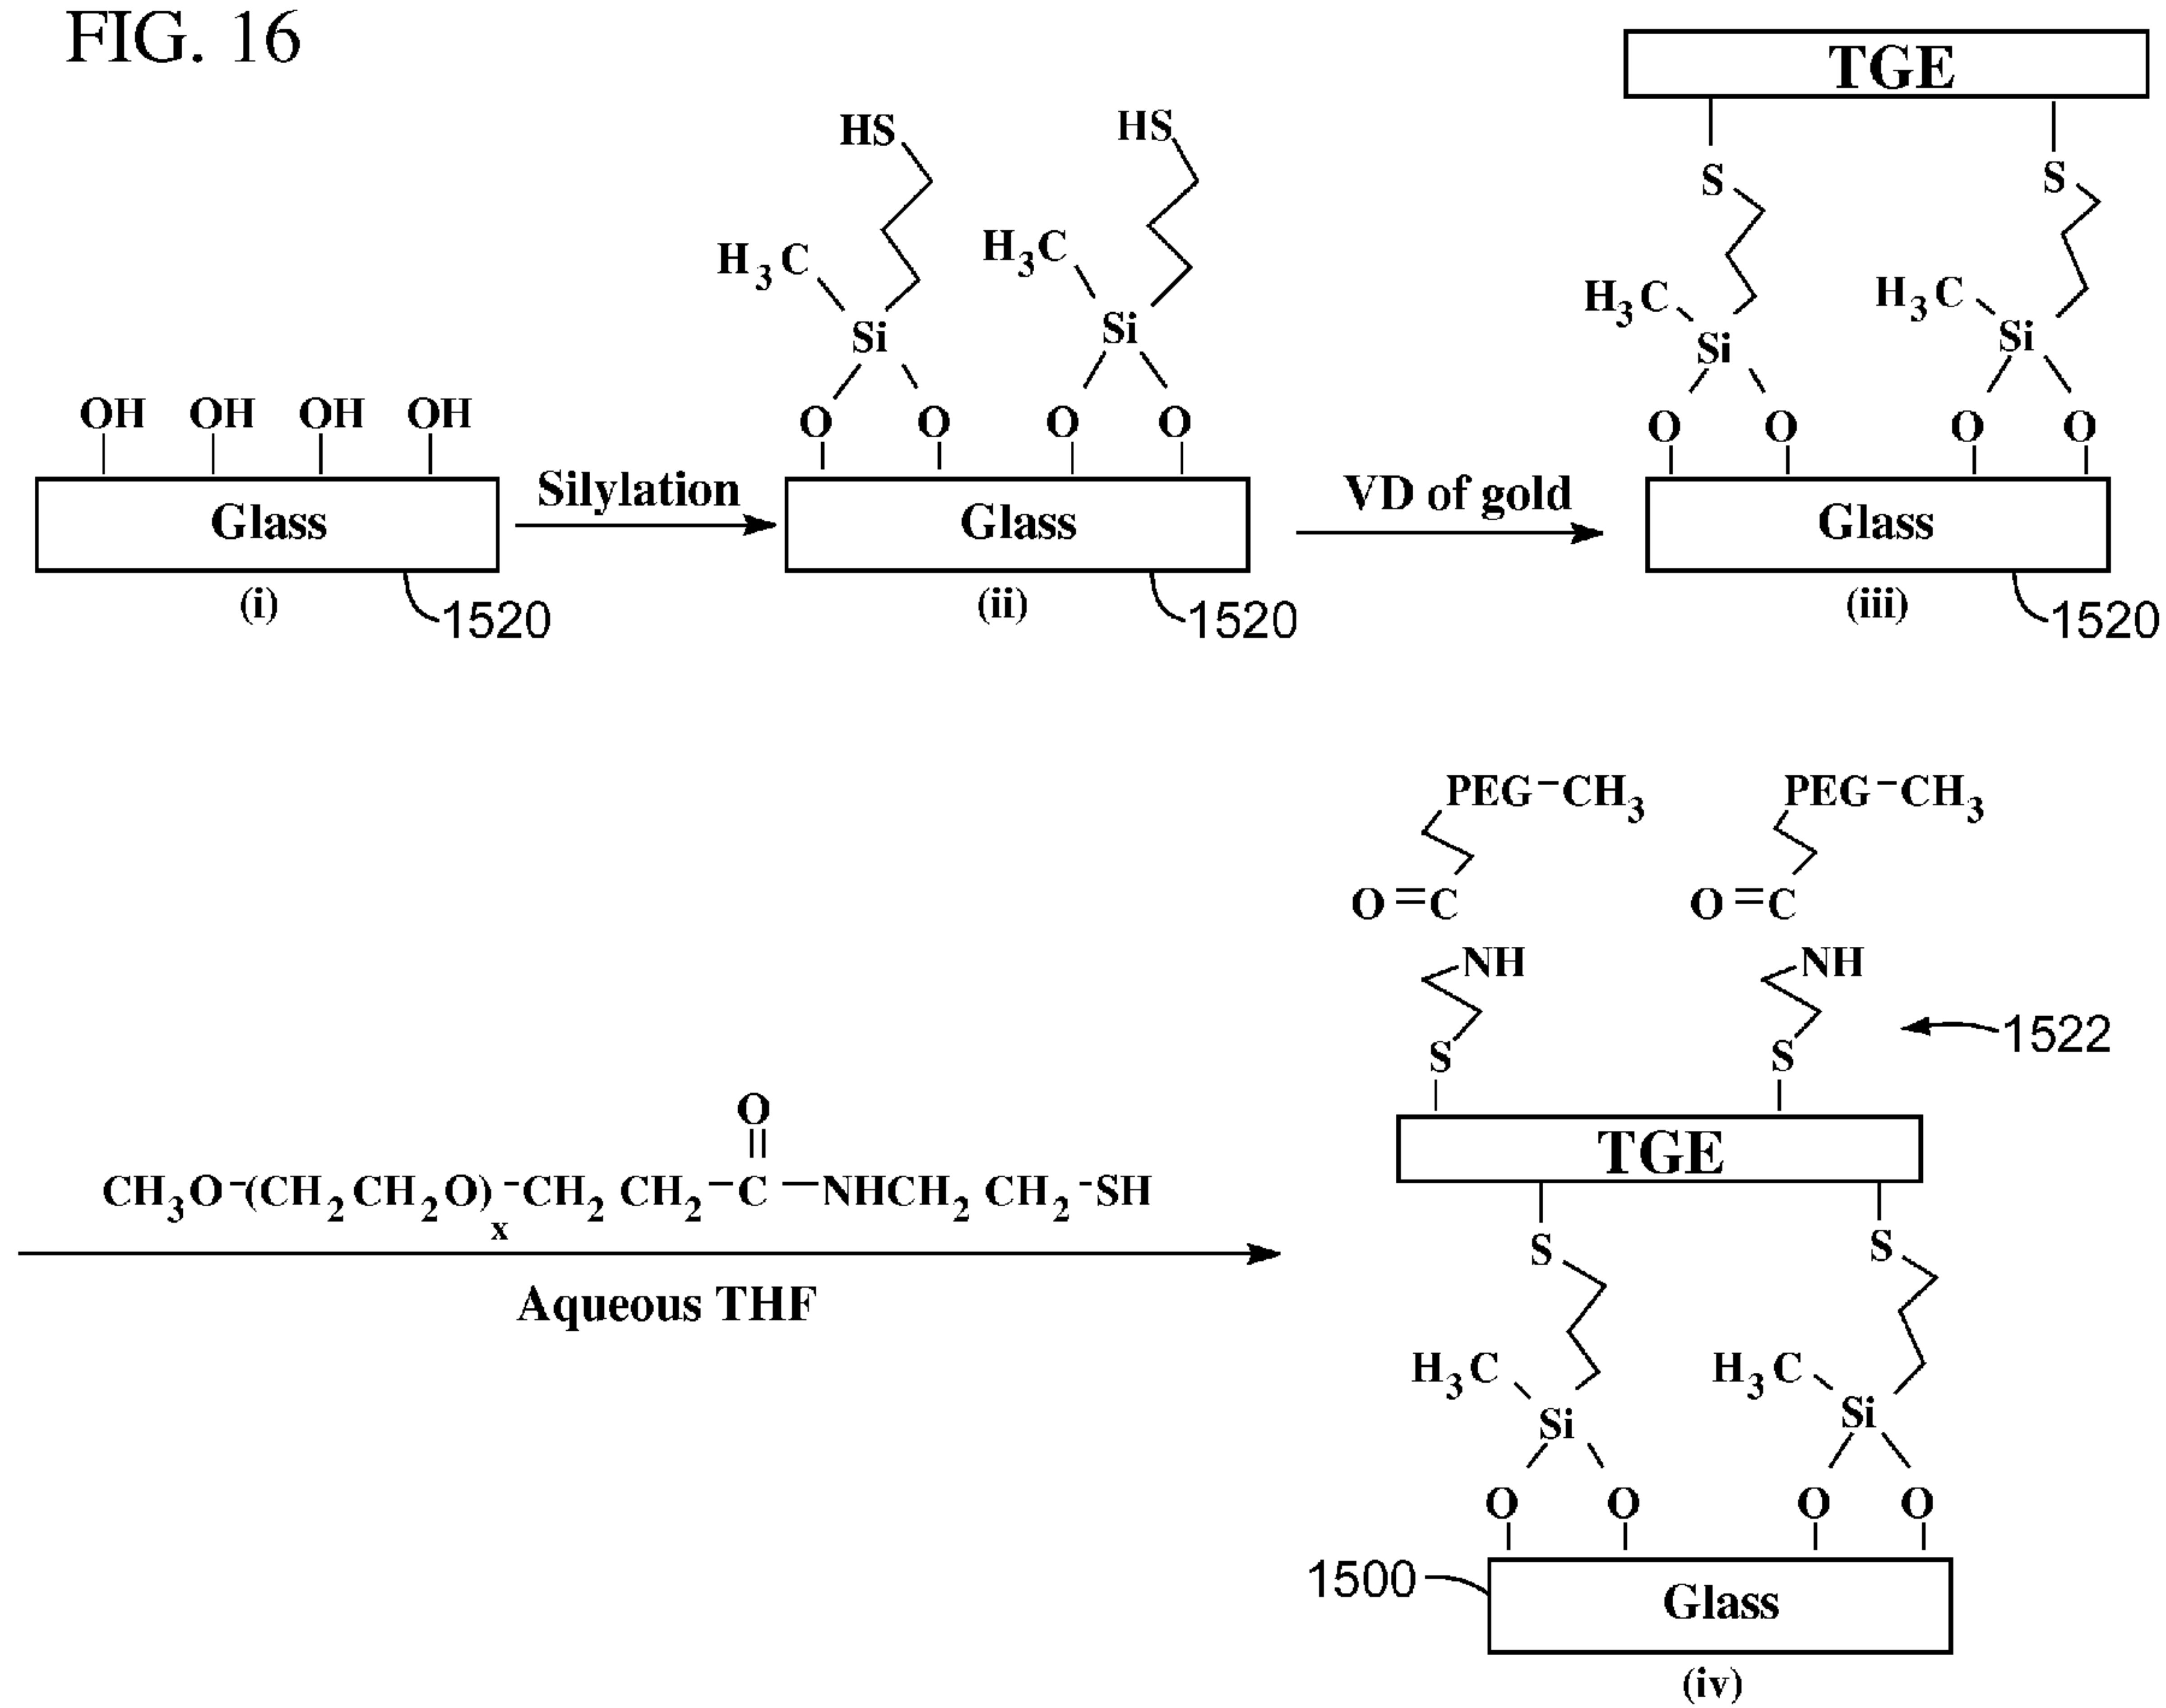 FIG. 16
OH OH OH OH
Glass
(i)
1520
Silylation
HS HS
H3C H3C
Si Si
O O O O
Glass
(ii)
1520
VD of gold
TGE
S S
H3C H3C
Si Si
O O O O
Glass
(iii)
1520
O
CH3O-(CH2CH2O)x-CH2 CH2-C-NHCH2 CH2-SH
Aqueous THF
PEG-CH3 PEG-CH3
O=C O=C
NH NH
S S
1522
TGE
S S
H3C H3C
Si Si
O O O O
1500
Glass
(iv)